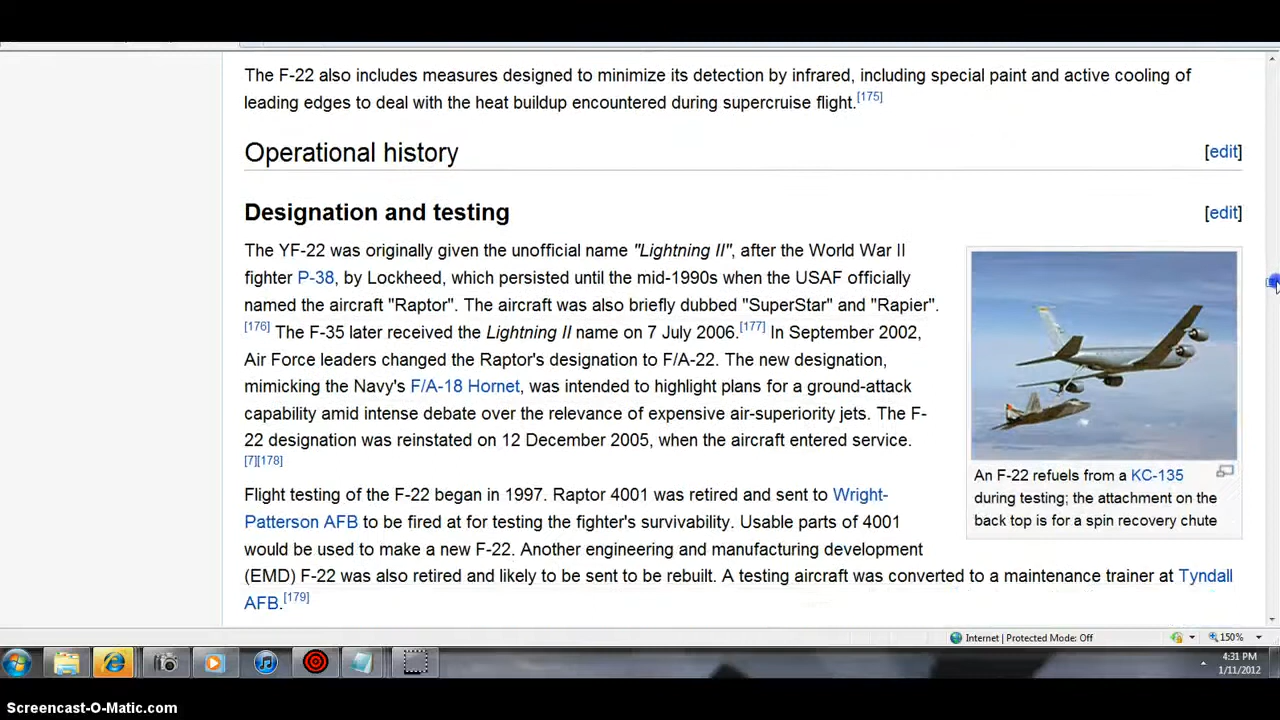 The F-22 also includes measures designed to minimize its detection by infrared, including special paint and active cooling of
leading edges to deal with the heat buildup encountered during supercruise flight.[175]
Operational history [edit]
Designation and testing [edit]
The YF-22 was originally given the unofficial name "Lightning II", after the World War II
fighter P-38, by Lockheed, which persisted until the mid-1990s when the USAF officially
named the aircraft "Raptor". The aircraft was also briefly dubbed "SuperStar" and "Rapier".
[176] The F-35 later received the Lightning II name on 7 July 2006.[177] In September 2002,
Air Force leaders changed the Raptor's designation to F/A-22. The new designation,
mimicking the Navy's F/A-18 Hornet, was intended to highlight plans for a ground-attack
capability amid intense debate over the relevance of expensive air-superiority jets. The F-
22 designation was reinstated on 12 December 2005, when the aircraft entered service.
[7][178]
An F-22 refuels from a KC-135
during testing; the attachment on the
back top is for a spin recovery chute
Flight testing of the F-22 began in 1997. Raptor 4001 was retired and sent to Wright-
Patterson AFB to be fired at for testing the fighter's survivability. Usable parts of 4001
would be used to make a new F-22. Another engineering and manufacturing development
(EMD) F-22 was also retired and likely to be sent to be rebuilt. A testing aircraft was converted to a maintenance trainer at Tyndall
AFB.[179]
Internet | Protected Mode: Off
150%
4:31 PM
1/11/2012
Screencast-O-Matic.com